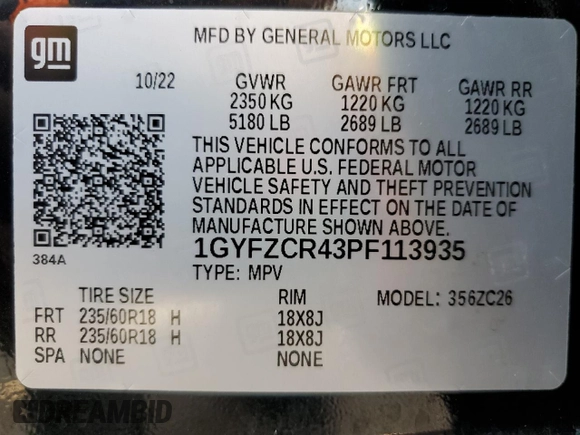 gm
MFD BY GENERAL MOTORS LLC
10/22 GVWR GAWR FRT GAWR RR
2350 KG 1220 KG 1220 KG
5180 LB 2689 LB 2689 LB
THIS VEHICLE CONFORMS TO ALL
APPLICABLE U.S. FEDERAL MOTOR
VEHICLE SAFETY AND THEFT PREVENTION
STANDARDS IN EFFECT ON THE DATE OF
MANUFACTURE SHOWN ABOVE.
384A
1GYFZCR43PF113935
TYPE: MPV
TIRE SIZE RIM MODEL: 356ZC26
FRT 235/60R18 H 18X8J
RR 235/60R18 H 18X8J
SPA NONE NONE
DREAMBID